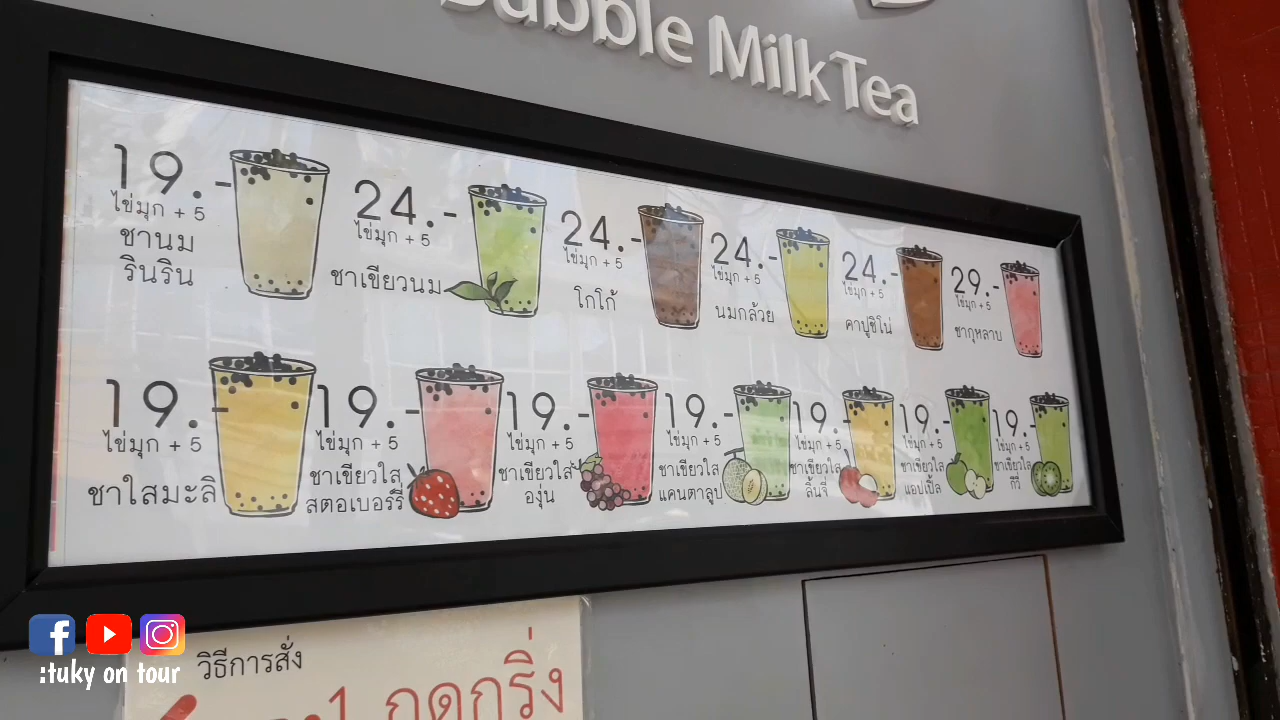 Bubble Milk Tea
19.-
ไข่มุก + 5
ชานม
รินริน
24.-
ไข่มุก + 5
ชาเขียวนม
24.-
ไข่มุก + 5
โกโก้
24.-
ไข่มุก + 5
นมกล้วย
24.-
ไข่มุก + 5
คาปูชิโน่
29.-
ไข่มุก + 5
ชากุหลาบ
19.-
ไข่มุก + 5
ชาใสมะลิ
19.-
ไข่มุก + 5
ชาเขียวใส
สตอเบอร์รี่
19.-
ไข่มุก + 5
ชาเขียวใส
องุ่น
19.-
ไข่มุก + 5
ชาเขียวใส
แคนตาลูป
19.-
ไข่มุก + 5
ชาเขียวใส
ลิ้นจี่
19.-
ไข่มุก + 5
ชาเขียวใส
แอปเปิ้ล
19.-
ไข่มุก + 5
ชาเขียวใส
กีวี่
วิธีการสั่ง
1 กดกริ่ง
:tuky on tour